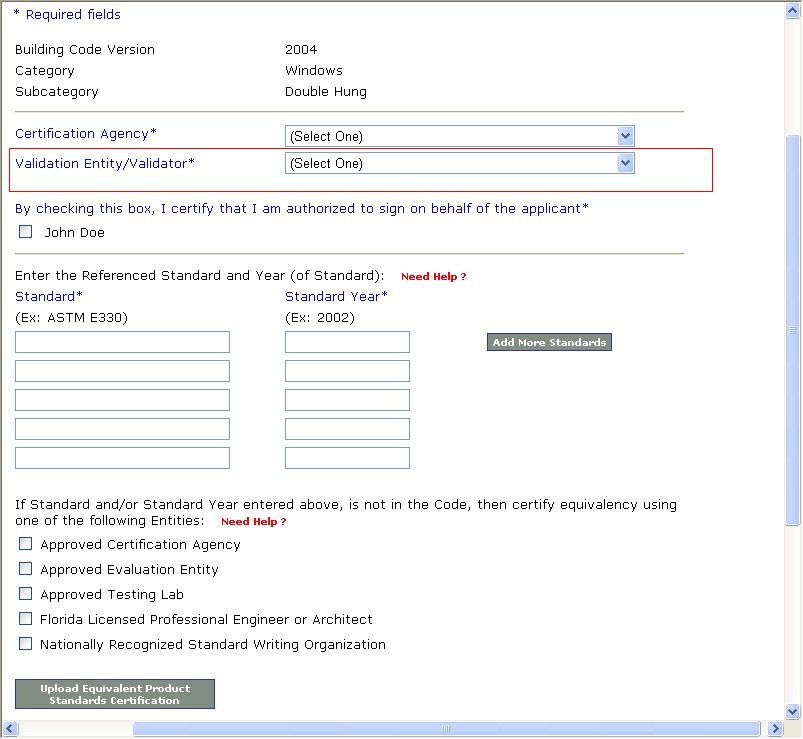 * Required fields
Building Code Version 2004
Category Windows
Subcategory Double Hung
Certification Agency* (Select One)
Validation Entity/Validator* (Select One)
By checking this box, I certify that I am authorized to sign on behalf of the applicant*
John Doe
Enter the Referenced Standard and Year (of Standard): Need Help ?
Standard* Standard Year*
(Ex: ASTM E330) (Ex: 2002)
Add More Standards
If Standard and/or Standard Year entered above, is not in the Code, then certify equivalency using
one of the following Entities: Need Help ?
Approved Certification Agency
Approved Evaluation Entity
Approved Testing Lab
Florida Licensed Professional Engineer or Architect
Nationally Recognized Standard Writing Organization
Upload Equivalent Product
Standards Certification